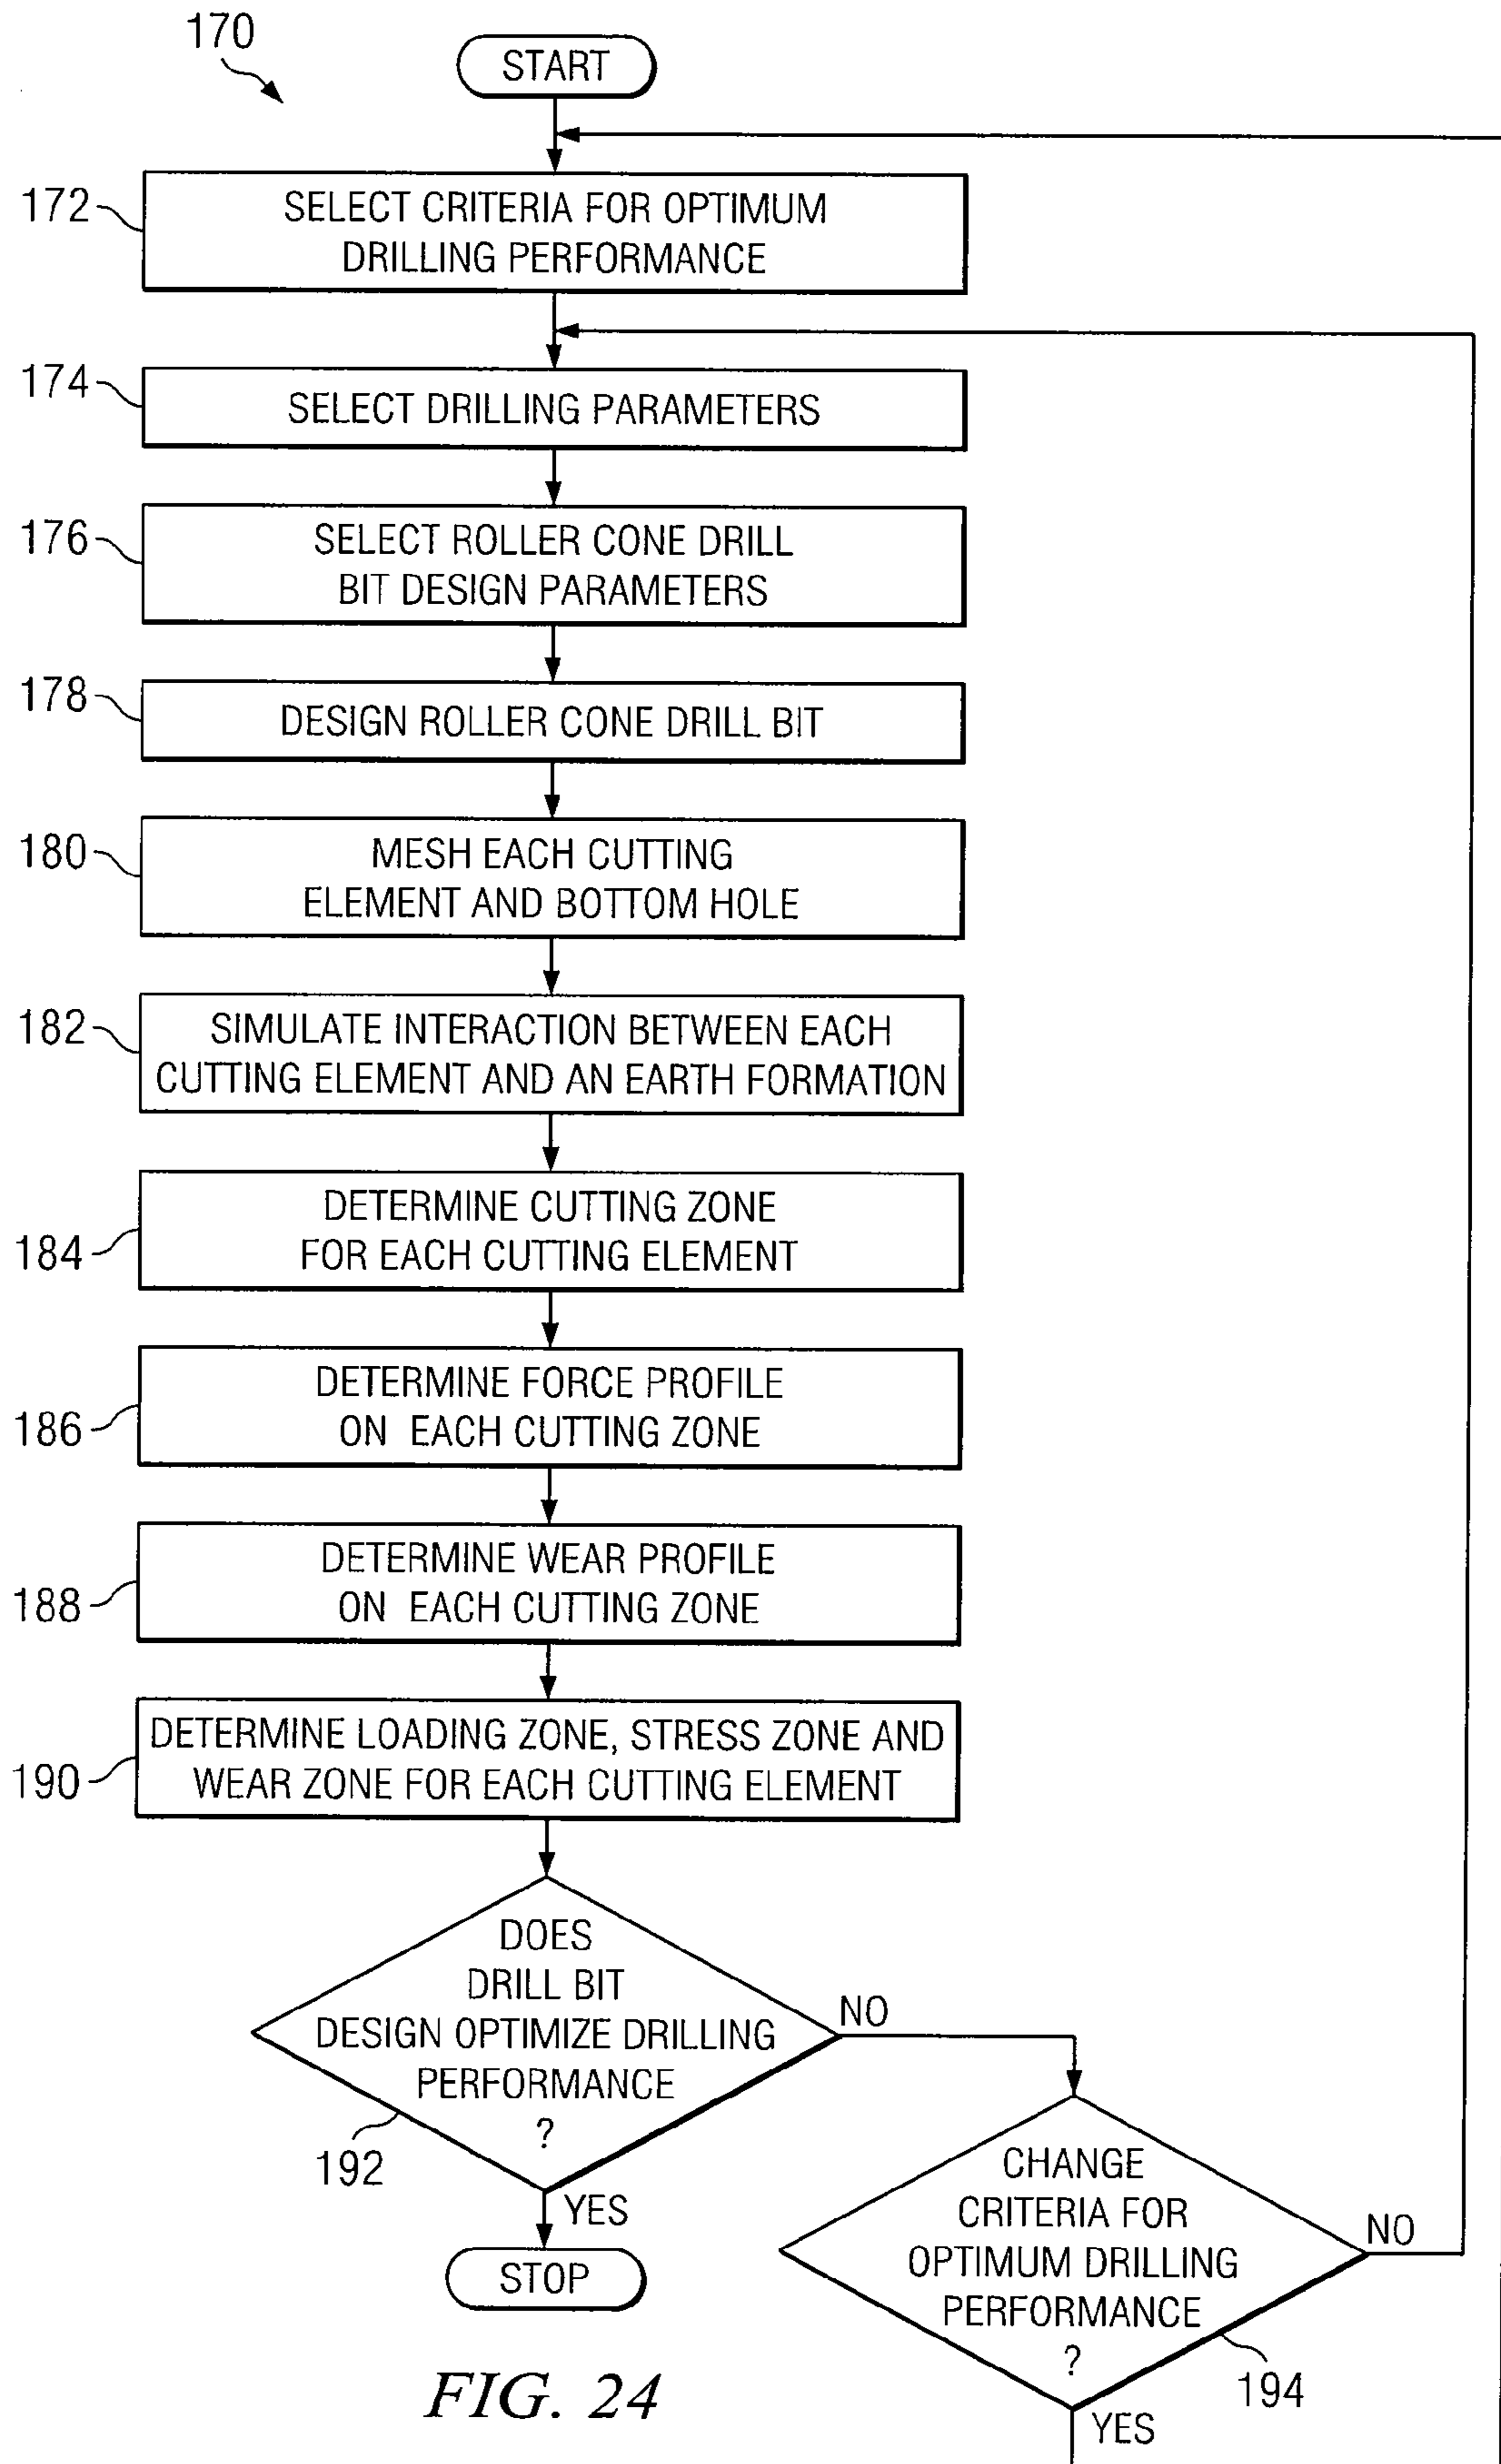 170
START
172
SELECT CRITERIA FOR OPTIMUM
DRILLING PERFORMANCE
174
SELECT DRILLING PARAMETERS
176
SELECT ROLLER CONE DRILL
BIT DESIGN PARAMETERS
178
DESIGN ROLLER CONE DRILL BIT
180
MESH EACH CUTTING
ELEMENT AND BOTTOM HOLE
182
SIMULATE INTERACTION BETWEEN EACH
CUTTING ELEMENT AND AN EARTH FORMATION
184
DETERMINE CUTTING ZONE
FOR EACH CUTTING ELEMENT
186
DETERMINE FORCE PROFILE
ON EACH CUTTING ZONE
188
DETERMINE WEAR PROFILE
ON EACH CUTTING ZONE
190
DETERMINE LOADING ZONE, STRESS ZONE AND
WEAR ZONE FOR EACH CUTTING ELEMENT
DOES
DRILL BIT
DESIGN OPTIMIZE DRILLING
PERFORMANCE
?
192
NO
YES
STOP
CHANGE
CRITERIA FOR
OPTIMUM DRILLING
PERFORMANCE
?
194
NO
YES
FIG. 24